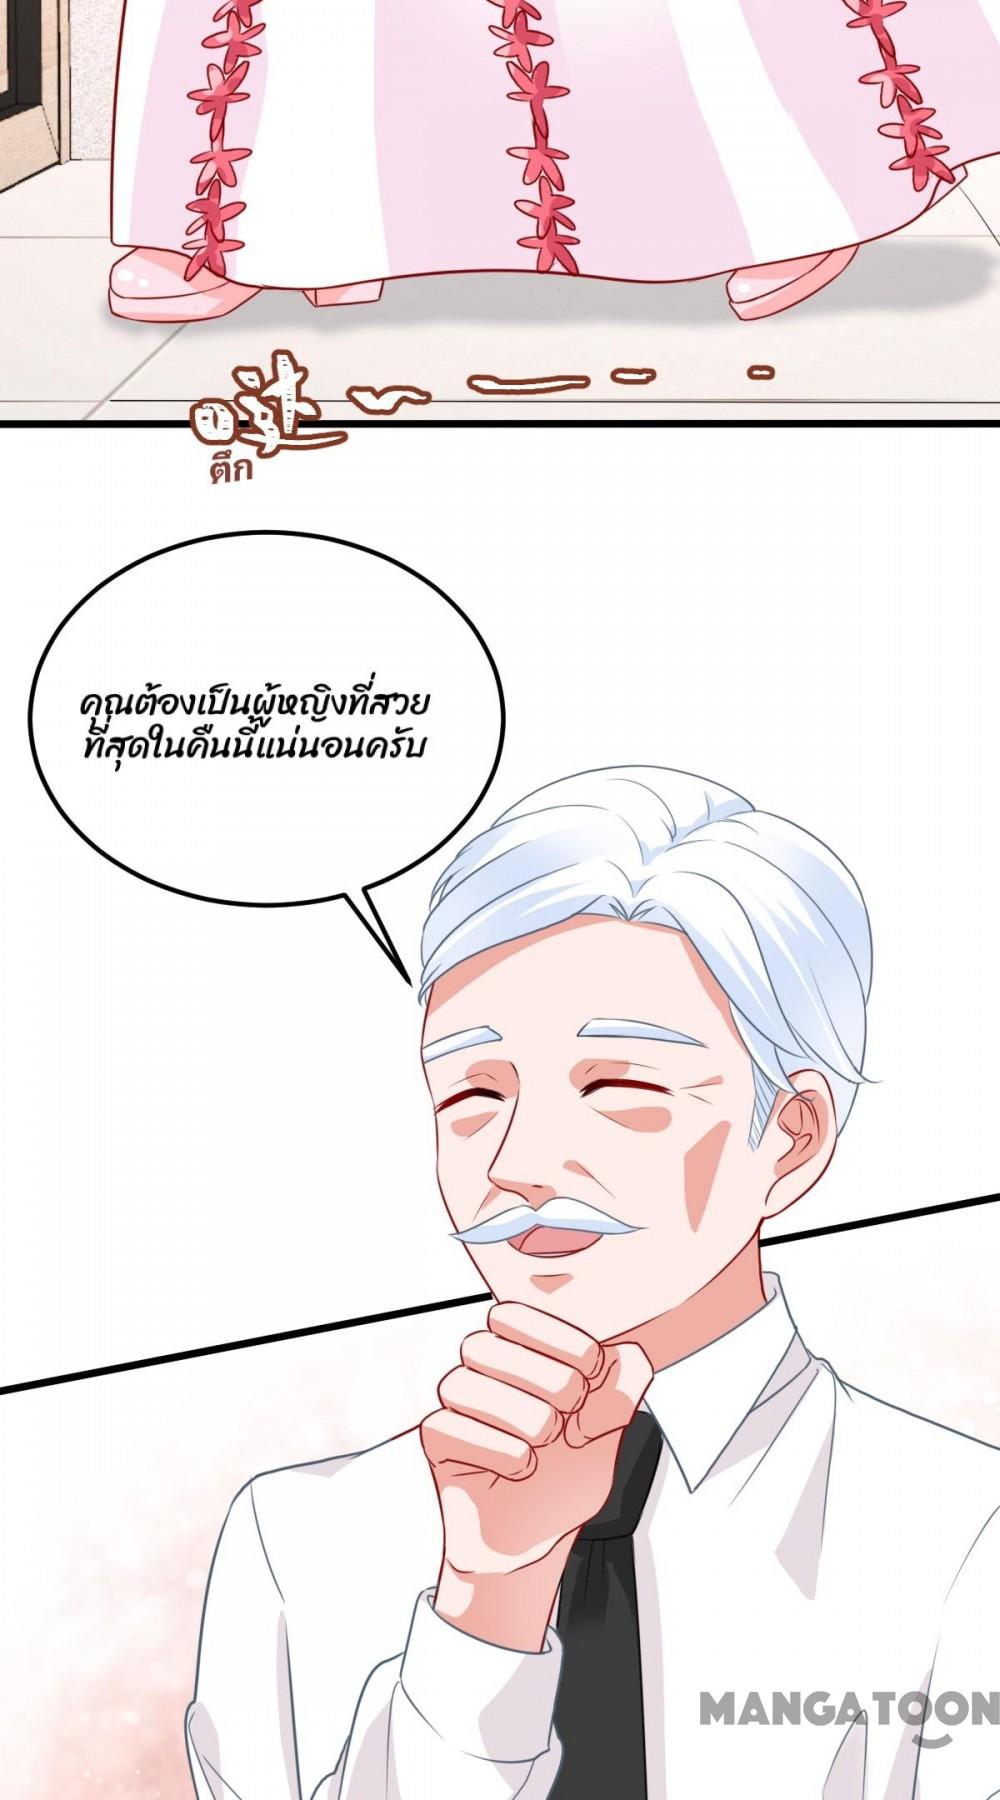 哒
ตึก
คุณต้องเป็นผู้หญิงที่สวย
ที่สุดในคืนนี้แน่นอนครับ
MANGATOON